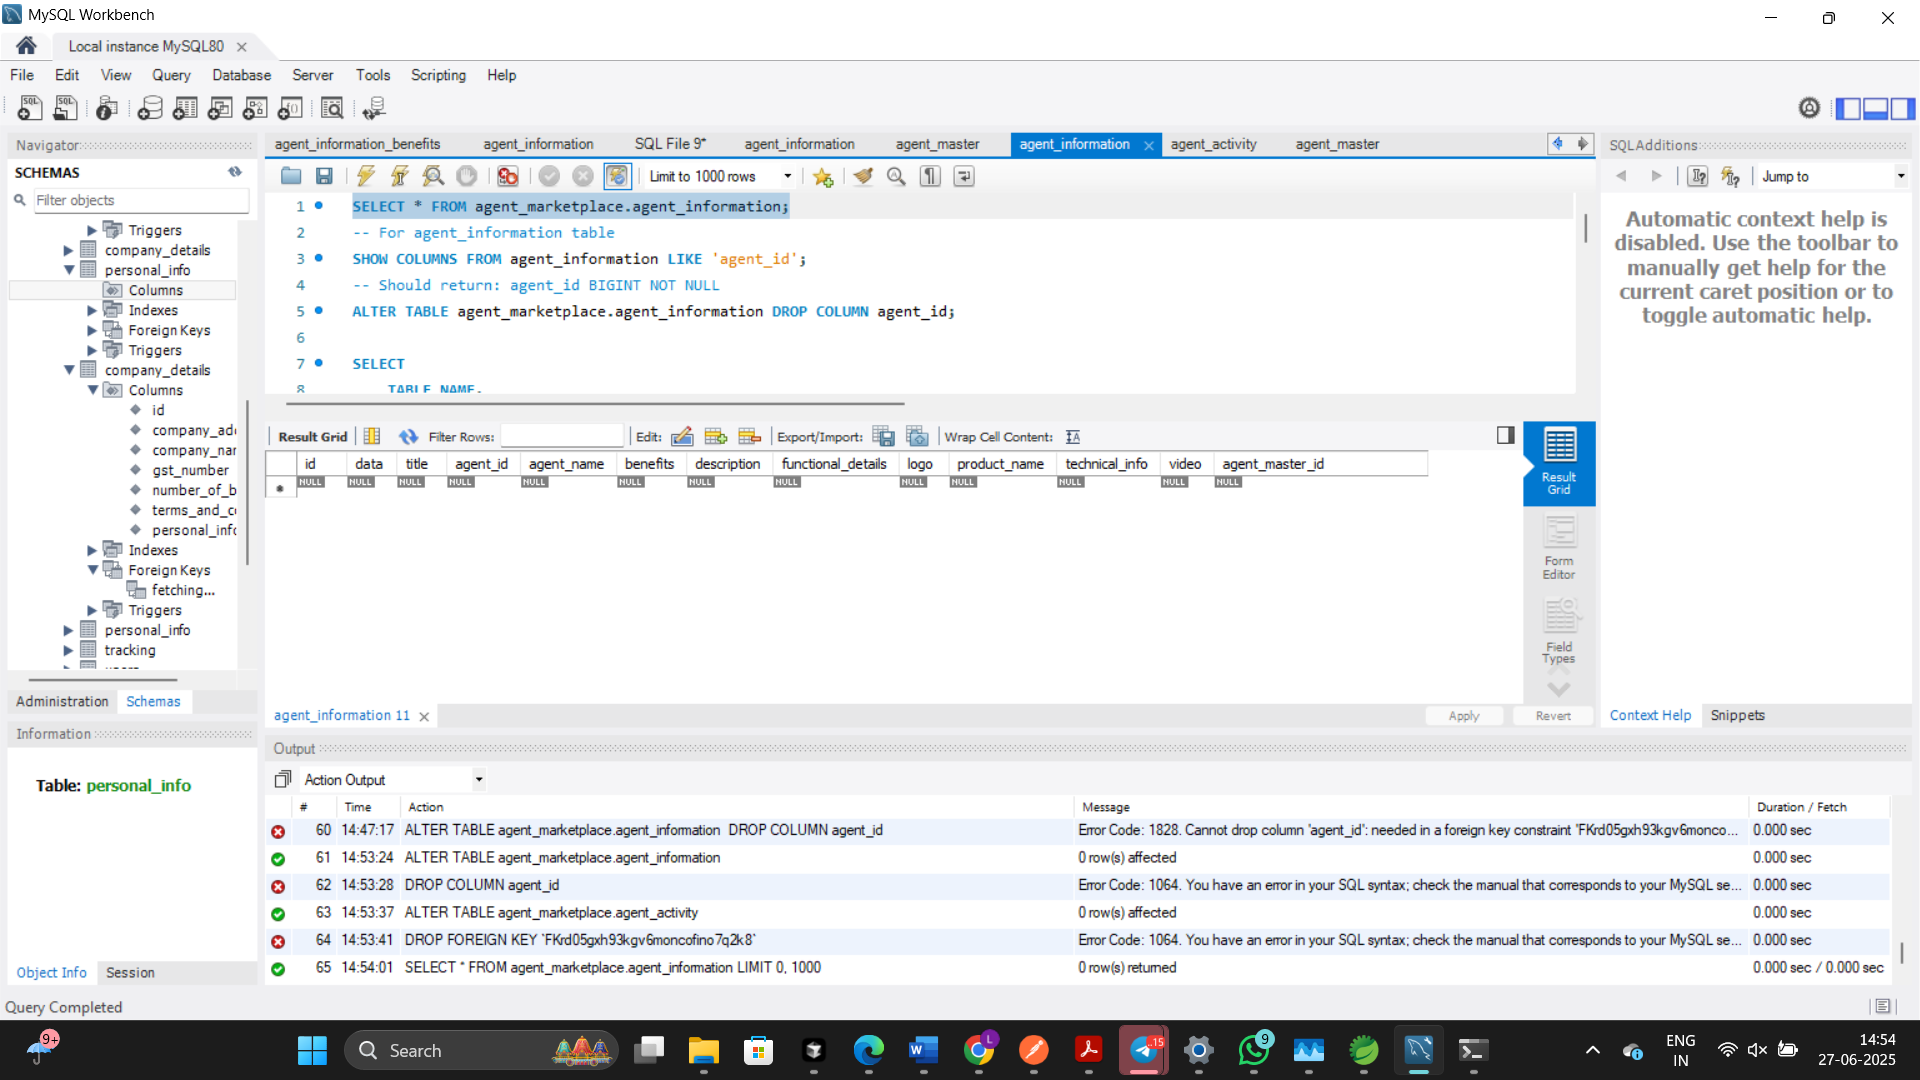 MySQL Workbench
Local instance MySQL80
File Edit View Query Database Server Tools Scripting Help
Navigator
SCHEMAS
Filter objects
Triggers
company_details
personal_info
Columns
Indexes
Foreign Keys
Triggers
company_details
Columns
id
company_ad
company_nar
gst_number
number_of_b
terms_and_c
personal_info
Indexes
Foreign Keys
fetching...
Triggers
personal_info
tracking
Administration Schemas
Information
Table: personal_info
Object Info Session
Query Completed
agent_information_benefits agent_information SQL File 9* agent_information agent_master agent_information agent_activity agent_master
Limit to 1000 rows
1 SELECT * FROM agent_marketplace.agent_information;
2 -- For agent_information table
3 SHOW COLUMNS FROM agent_information LIKE 'agent_id';
4 -- Should return: agent_id BIGINT NOT NULL
5 ALTER TABLE agent_marketplace.agent_information DROP COLUMN agent_id;
6
7 SELECT
8 TABLE_NAME,
Result Grid Filter Rows: Edit: Export/Import: Wrap Cell Content:
id data title agent_id agent_name benefits description functional_details logo product_name technical_info video agent_master_id
NULL NULL NULL NULL NULL NULL NULL NULL NULL NULL NULL NULL NULL
Result Grid
Form Editor
Field Types
agent_information 11
Apply Revert
SQLAdditions
Jump to
Automatic context help is
disabled. Use the toolbar to
manually get help for the
current caret position or to
toggle automatic help.
Context Help Snippets
Output
Action Output
# Time Action Message Duration / Fetch
60 14:47:17 ALTER TABLE agent_marketplace.agent_information DROP COLUMN agent_id Error Code: 1828. Cannot drop column 'agent_id': needed in a foreign key constraint 'FKrd05gxh93kgv6monco... 0.000 sec
61 14:53:24 ALTER TABLE agent_marketplace.agent_information 0 row(s) affected 0.000 sec
62 14:53:28 DROP COLUMN agent_id Error Code: 1064. You have an error in your SQL syntax; check the manual that corresponds to your MySQL se... 0.000 sec
63 14:53:37 ALTER TABLE agent_marketplace.agent_activity 0 row(s) affected 0.000 sec
64 14:53:41 DROP FOREIGN KEY `FKrd05gxh93kgv6moncofino7q2k8` Error Code: 1064. You have an error in your SQL syntax; check the manual that corresponds to your MySQL se... 0.000 sec
65 14:54:01 SELECT * FROM agent_marketplace.agent_information LIMIT 0, 1000 0 row(s) returned 0.000 sec / 0.000 sec
9+
Search
L
..15
9
ENG
IN
14:54
27-06-2025